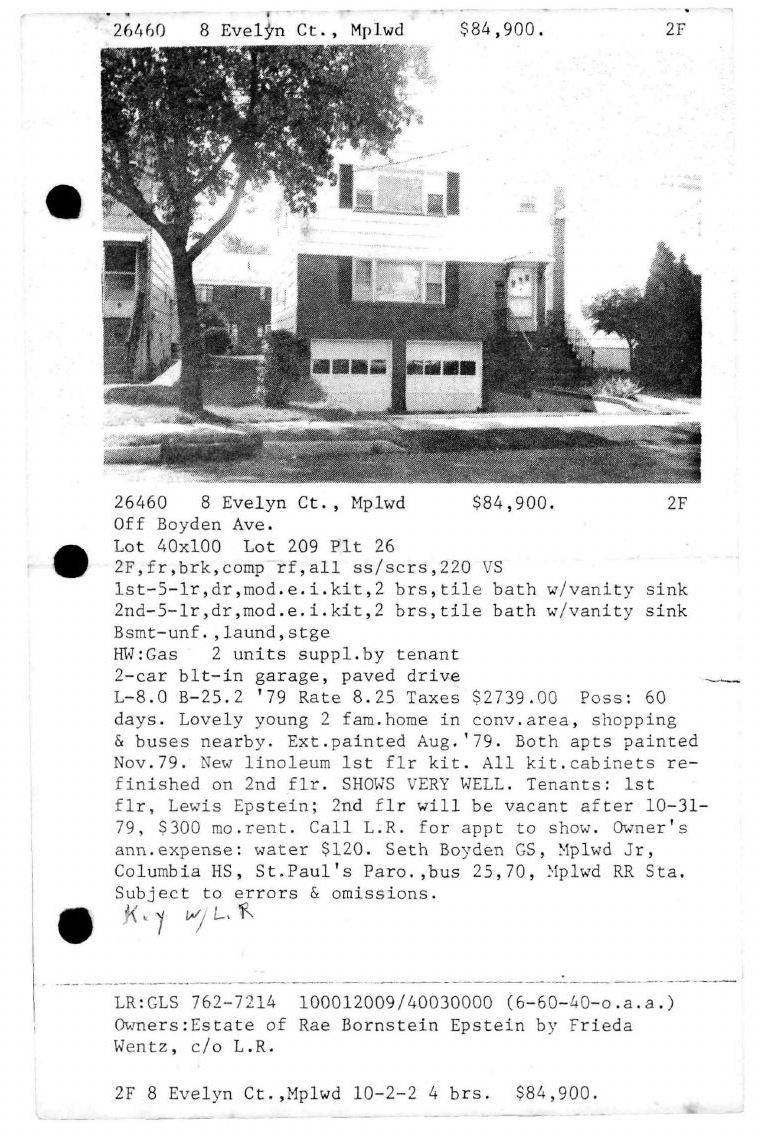 26460 8 Evelyn Ct., Mplwd $84,900. 2F
26460 8 Evelyn Ct., Mplwd $84,900. 2F
Off Boyden Ave.
Lot 40x100 Lot 209 Plt 26
2F,fr,brk,comp rf,all ss/scrs,220 VS
1st-5-lr,dr,mod.e.i.kit,2 brs,tile bath w/vanity sink
2nd-5-lr,dr,mod.e.i.kit,2 brs,tile bath w/vanity sink
Bsmt-unf.,laund,stge
HW:Gas 2 units suppl.by tenant
2-car blt-in garage, paved drive
L-8.0 B-25.2 '79 Rate 8.25 Taxes $2739.00 Poss: 60
days. Lovely young 2 fam.home in conv.area, shopping
& buses nearby. Ext.painted Aug.'79. Both apts painted
Nov.79. New linoleum 1st flr kit. All kit.cabinets re-
finished on 2nd flr. SHOWS VERY WELL. Tenants: 1st
flr, Lewis Epstein; 2nd flr will be vacant after 10-31-
79, $300 mo.rent. Call L.R. for appt to show. Owner's
ann.expense: water $120. Seth Boyden GS, Mplwd Jr,
Columbia HS, St.Paul's Paro.,bus 25,70, Mplwd RR Sta.
Subject to errors & omissions.
K.y w/L.R
LR:GLS 762-7214 100012009/40030000 (6-60-40-o.a.a.)
Owners:Estate of Rae Bornstein Epstein by Frieda
Wentz, c/o L.R.
2F 8 Evelyn Ct.,Mplwd 10-2-2 4 brs. $84,900.